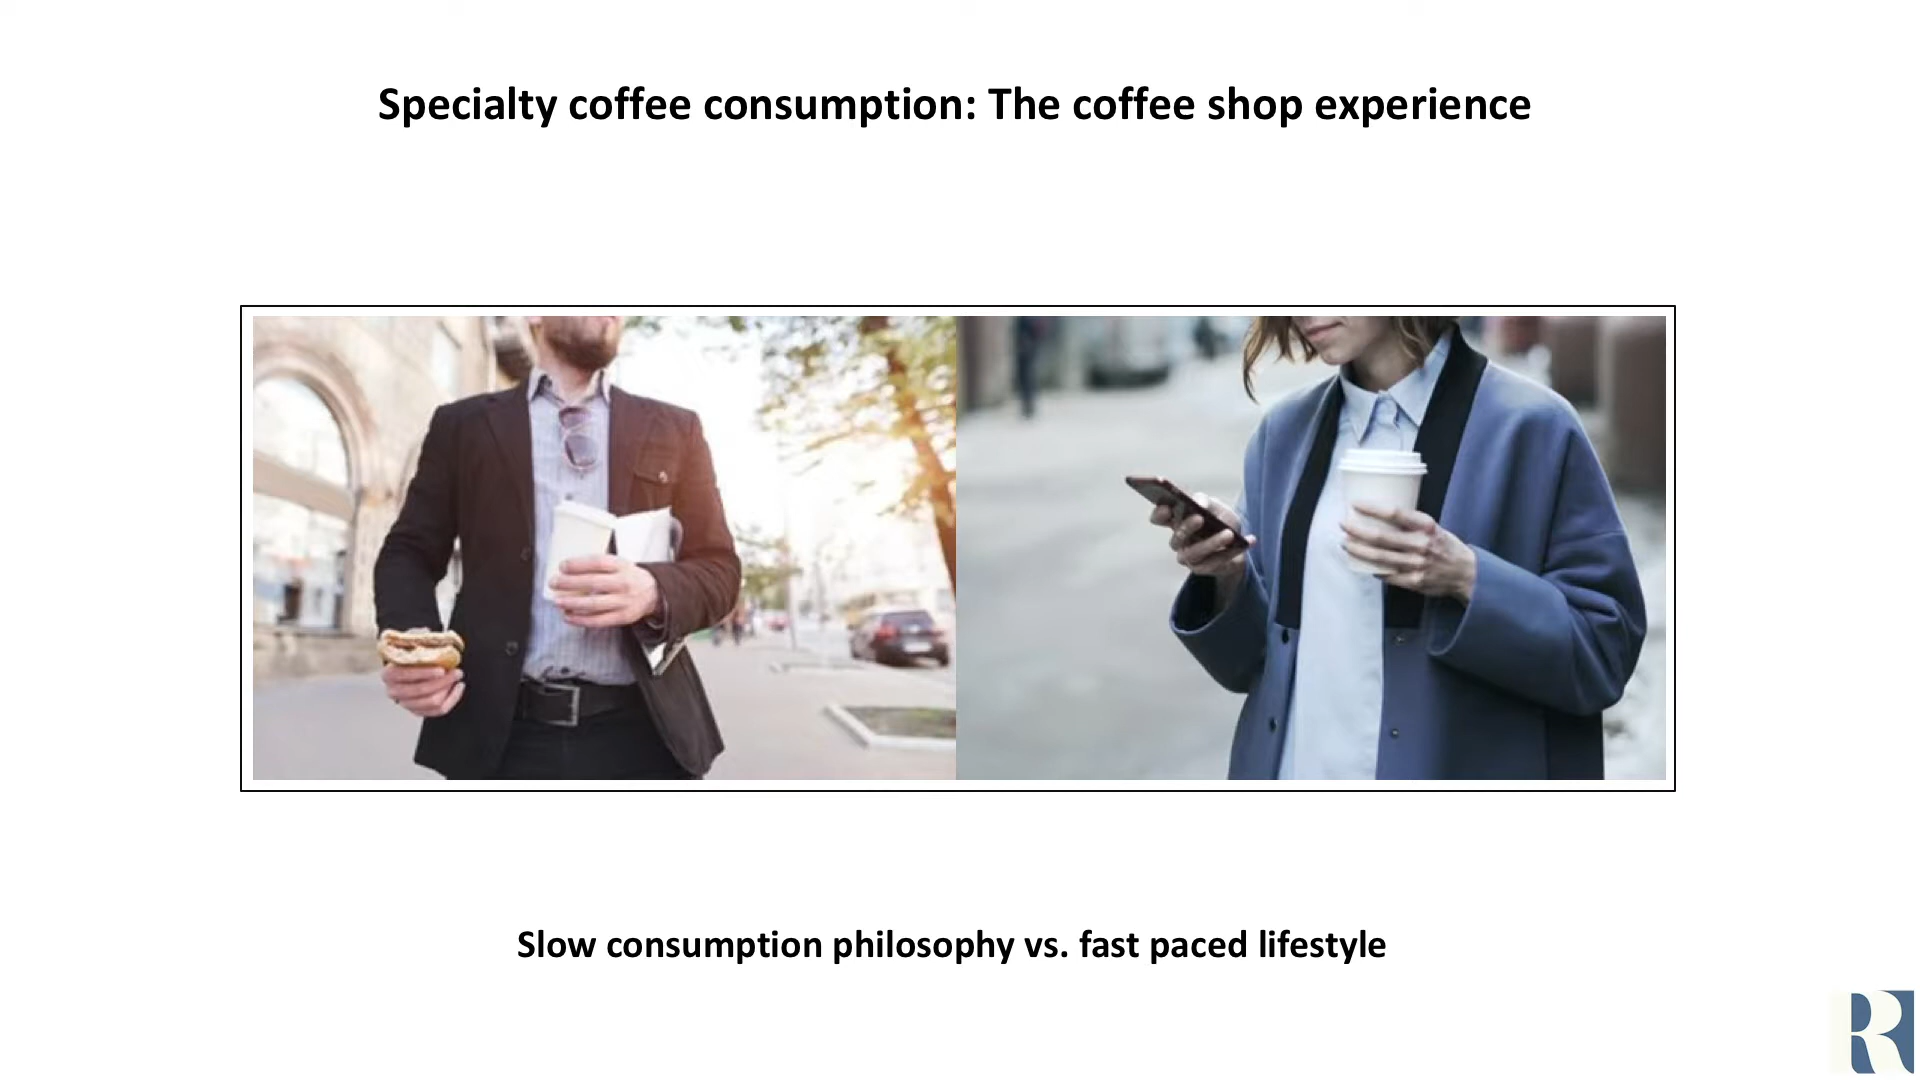 Specialty coffee consumption: The coffee shop experience
Slow consumption philosophy vs. fast paced lifestyle
R